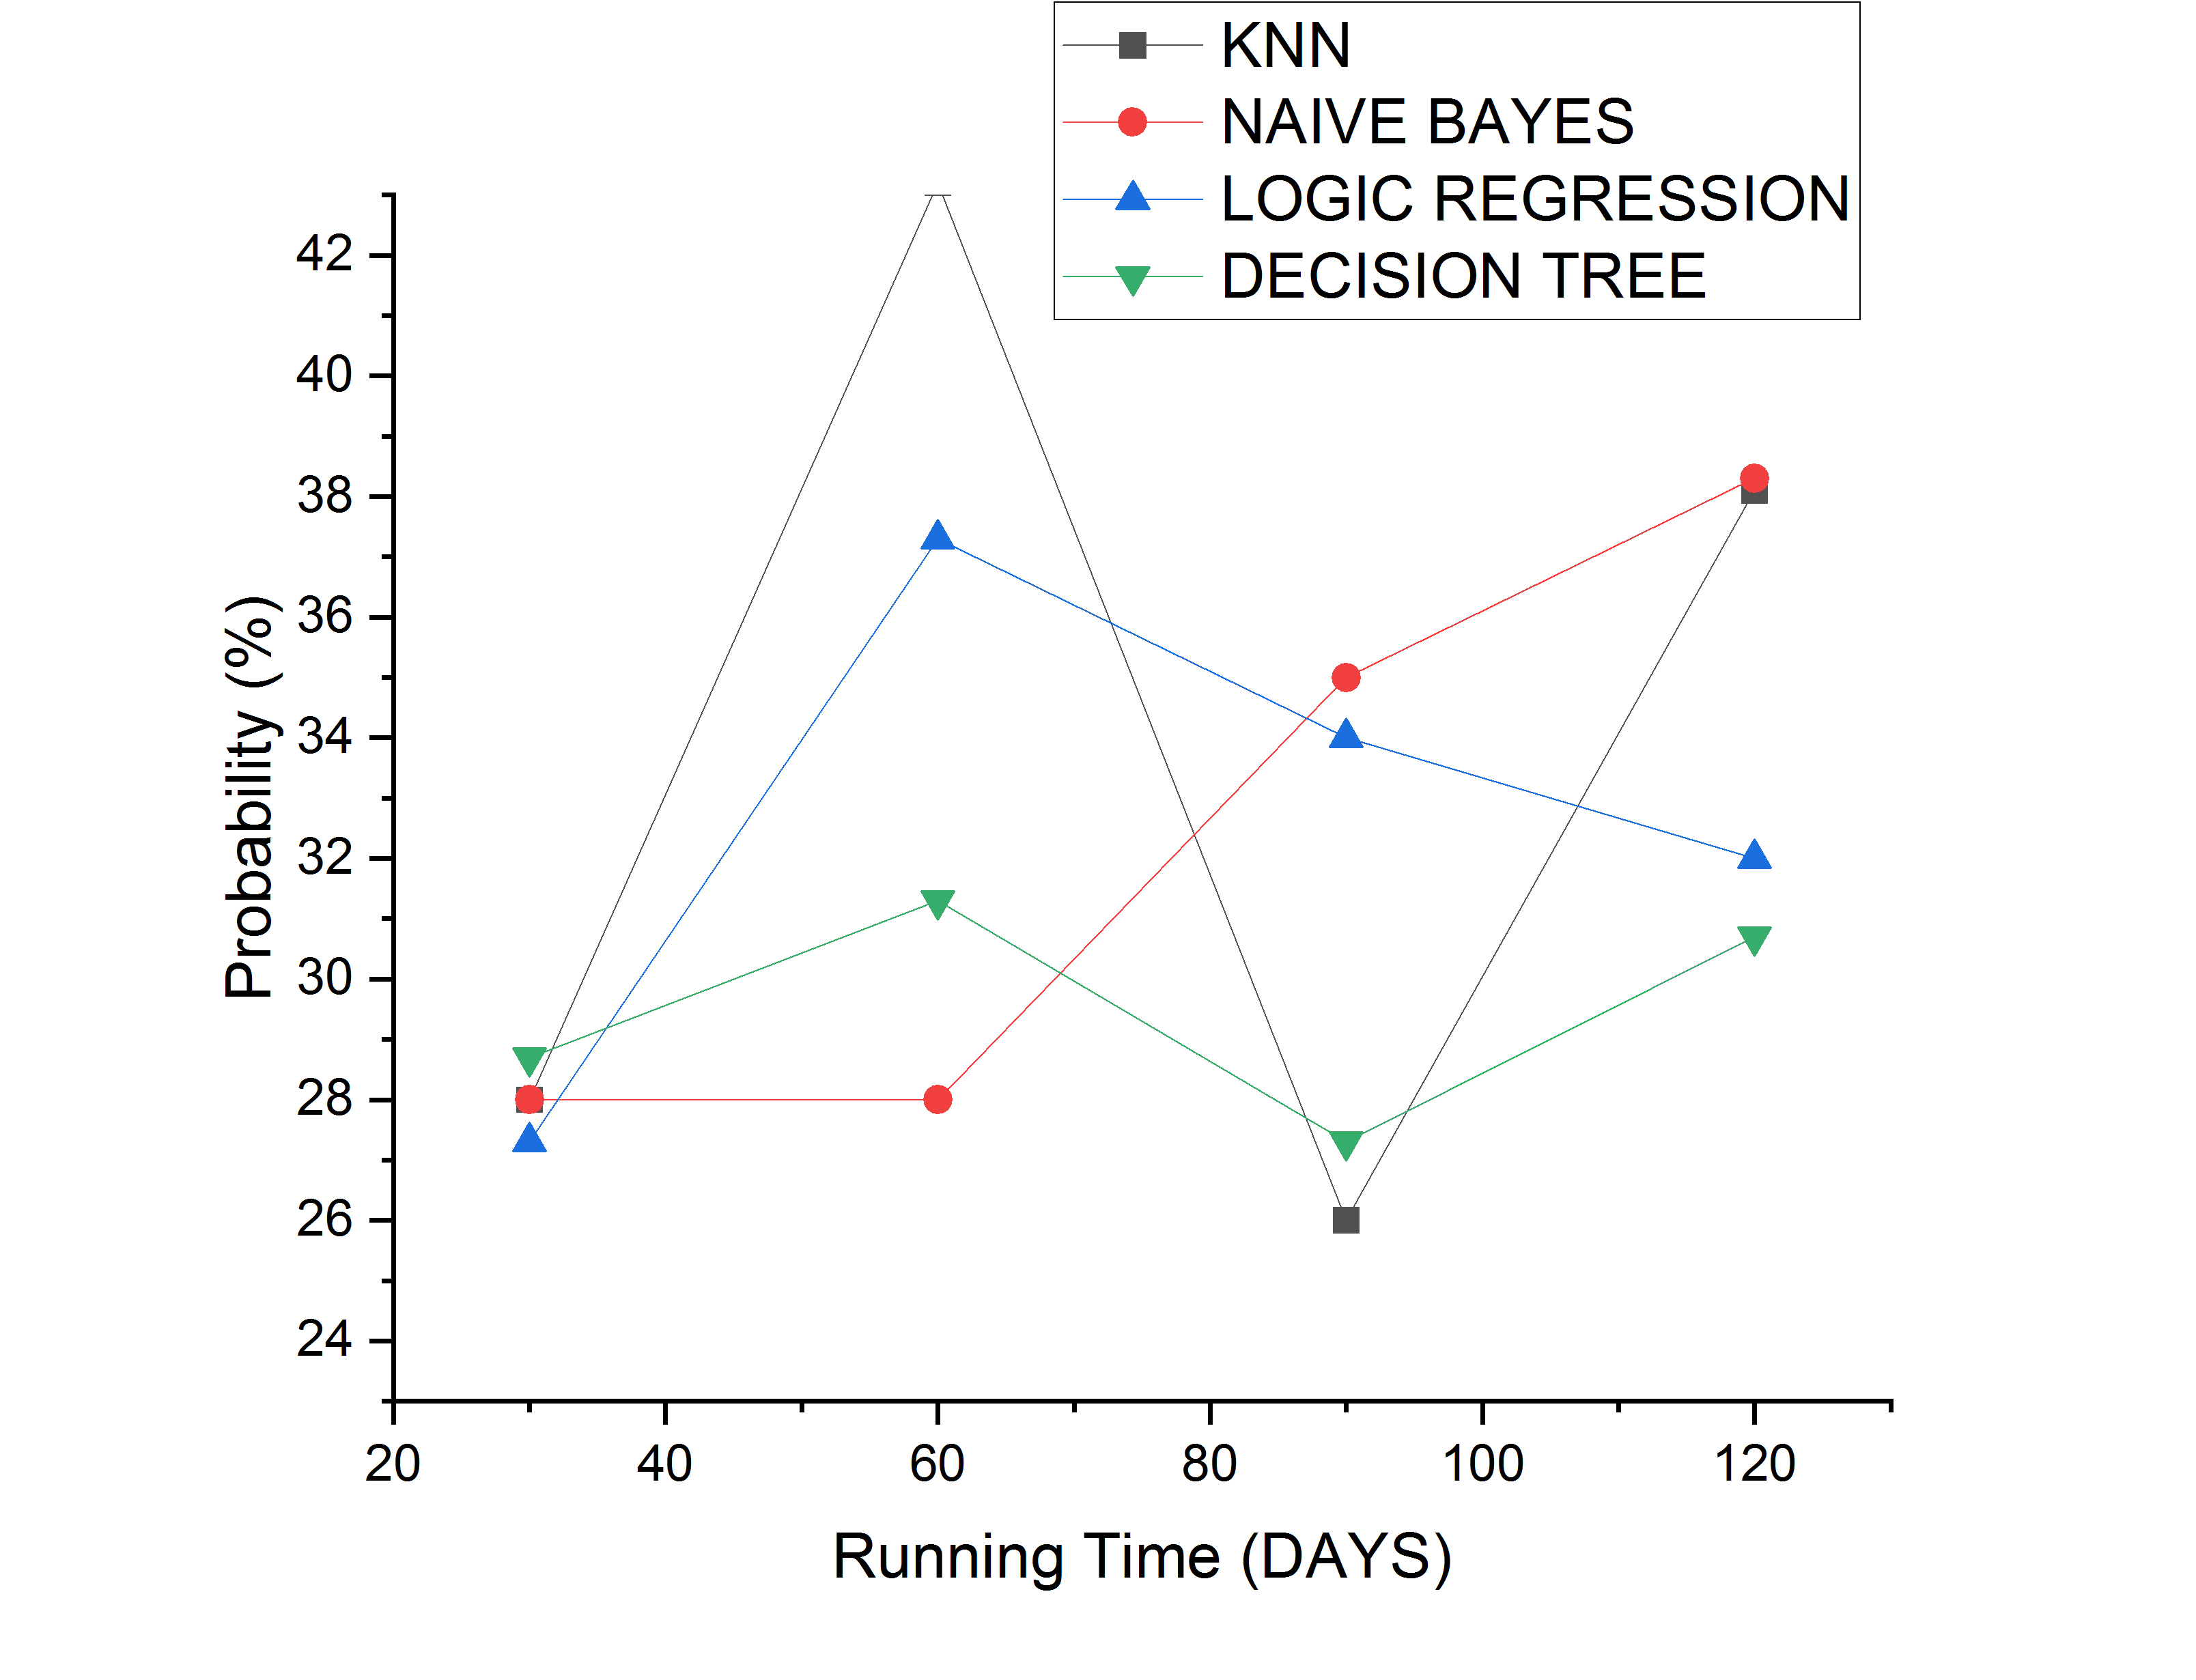 KNN
NAIVE BAYES
LOGIC REGRESSION
DECISION TREE
42
40
38
36
34
32
30
28
26
24
Probability (%)
20 40 60 80 100 120
Running Time (DAYS)